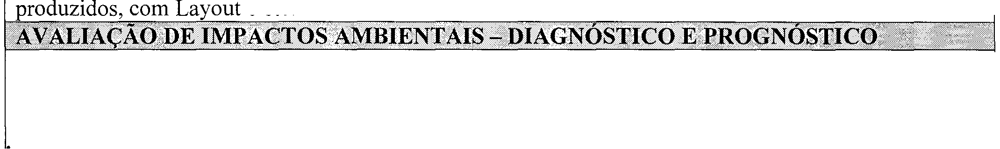 produzidos, com Layout
AVALIAÇÃO DE IMPACTOS AMBIENTAIS – DIAGNÓSTICO E PROGNÓSTICO